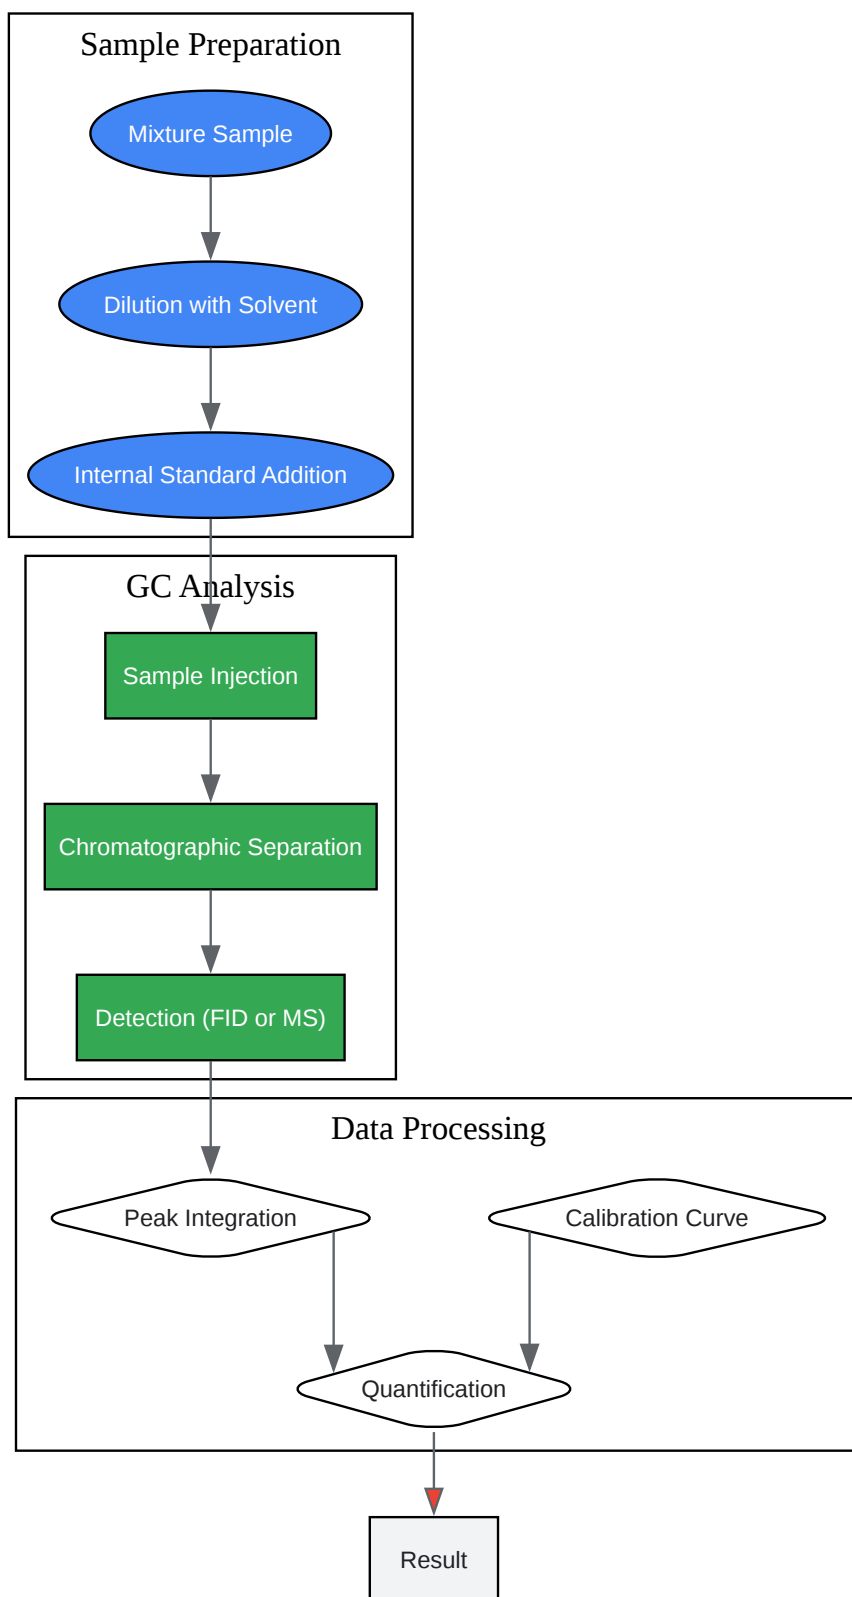 Sample Preparation
Mixture Sample
Dilution with Solvent
Internal Standard Addition
GC Analysis
Sample Injection
Chromatographic Separation
Detection (FID or MS)
Data Processing
Peak Integration
Calibration Curve
Quantification
Result